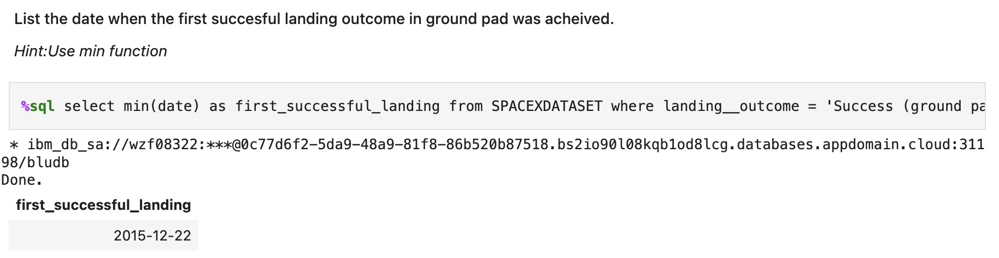 List the date when the first succesful landing outcome in ground pad was acheived.
Hint:Use min function
%sql select min(date) as first_successful_landing from SPACEXDATASET where landing__outcome = 'Success (ground pa
* ibm_db_sa://wzf08322:***@0c77d6f2-5da9-48a9-81f8-86b520b87518.bs2io90l08kqb1od8lcg.databases.appdomain.cloud:311
98/bludb
Done.
first_successful_landing
2015-12-22